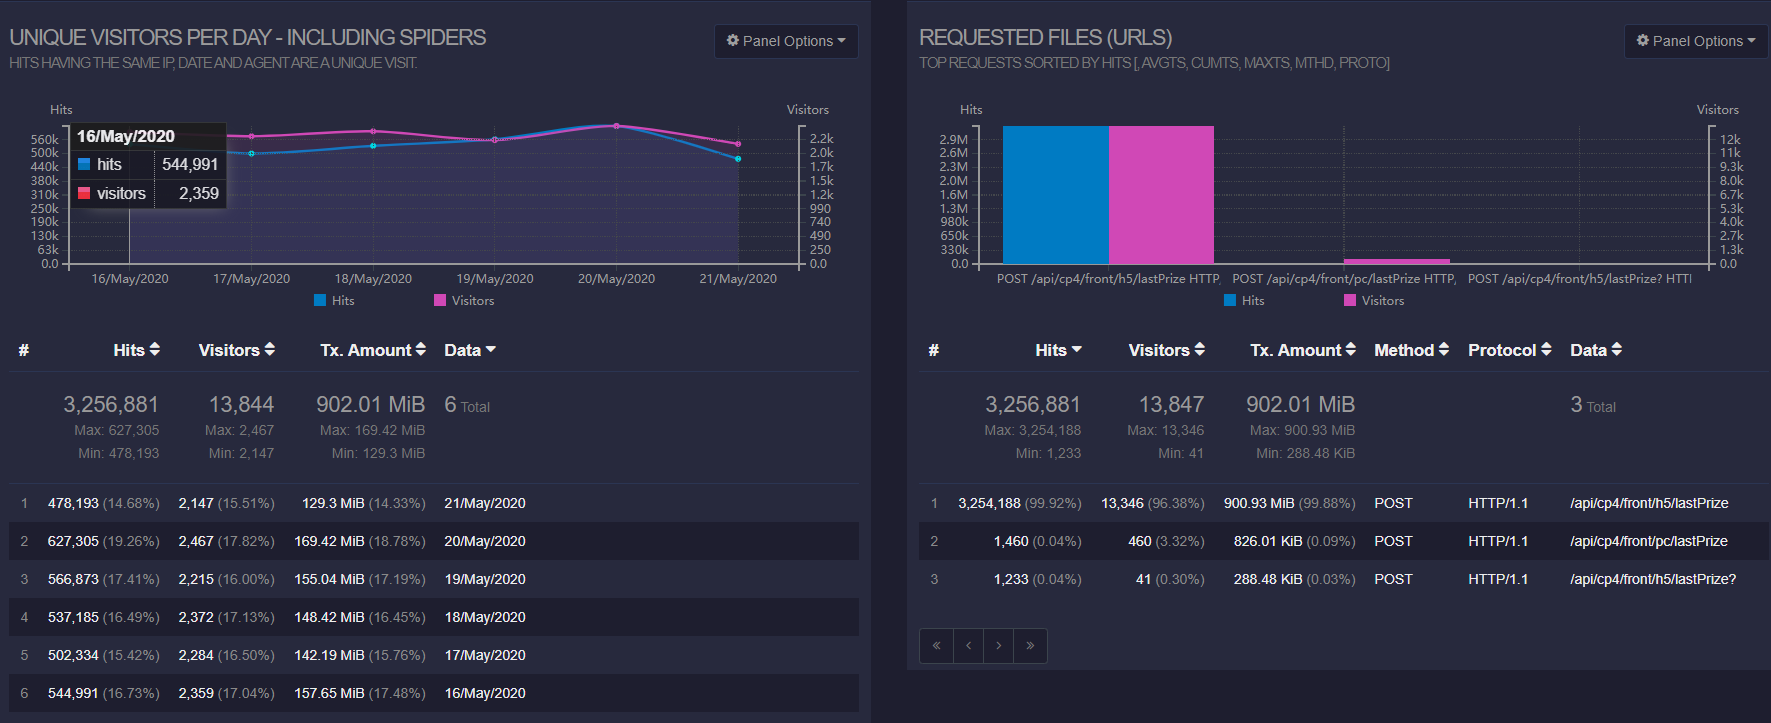 UNIQUE VISITORS PER DAY - INCLUDING SPIDERS
HITS HAVING THE SAME IP, DATE AND AGENT ARE A UNIQUE VISIT.
Panel Options
Hits
Visitors
16/May/2020
hits 544,991
visitors 2,359
560k
500k
440k
380k
310k
250k
190k
130k
63k
0.0
2.2k
2.0k
1.7k
1.5k
1.2k
990
740
490
250
0.0
16/May/2020 17/May/2020 18/May/2020 19/May/2020 20/May/2020 21/May/2020
Hits Visitors
# Hits Visitors Tx. Amount Data
3,256,881 13,844 902.01 MiB 6 Total
Max: 627,305 Max: 2,467 Max: 169.42 MiB
Min: 478,193 Min: 2,147 Min: 129.3 MiB
1 478,193 (14.68%) 2,147 (15.51%) 129.3 MiB (14.33%) 21/May/2020
2 627,305 (19.26%) 2,467 (17.82%) 169.42 MiB (18.78%) 20/May/2020
3 566,873 (17.41%) 2,215 (16.00%) 155.04 MiB (17.19%) 19/May/2020
4 537,185 (16.49%) 2,372 (17.13%) 148.42 MiB (16.45%) 18/May/2020
5 502,334 (15.42%) 2,284 (16.50%) 142.19 MiB (15.76%) 17/May/2020
6 544,991 (16.73%) 2,359 (17.04%) 157.65 MiB (17.48%) 16/May/2020
REQUESTED FILES (URLS)
TOP REQUESTS SORTED BY HITS [, AVGTS, CUMTS, MAXTS, MTHD, PROTO]
Panel Options
Hits
Visitors
2.9M
2.6M
2.3M
2.0M
1.6M
1.3M
980k
650k
330k
0.0
12k
11k
9.3k
8.0k
6.7k
5.3k
4.0k
2.7k
1.3k
0.0
POST /api/cp4/front/h5/lastPrize HTTP, POST /api/cp4/front/pc/lastPrize HTTP, POST /api/cp4/front/h5/lastPrize? HTTI
Hits Visitors
# Hits Visitors Tx. Amount Method Protocol Data
3,256,881 13,847 902.01 MiB 3 Total
Max: 3,254,188 Max: 13,346 Max: 900.93 MiB
Min: 1,233 Min: 41 Min: 288.48 KiB
1 3,254,188 (99.92%) 13,346 (96.38%) 900.93 MiB (99.88%) POST HTTP/1.1 /api/cp4/front/h5/lastPrize
2 1,460 (0.04%) 460 (3.32%) 826.01 KiB (0.09%) POST HTTP/1.1 /api/cp4/front/pc/lastPrize
3 1,233 (0.04%) 41 (0.30%) 288.48 KiB (0.03%) POST HTTP/1.1 /api/cp4/front/h5/lastPrize?
« ‹ › »